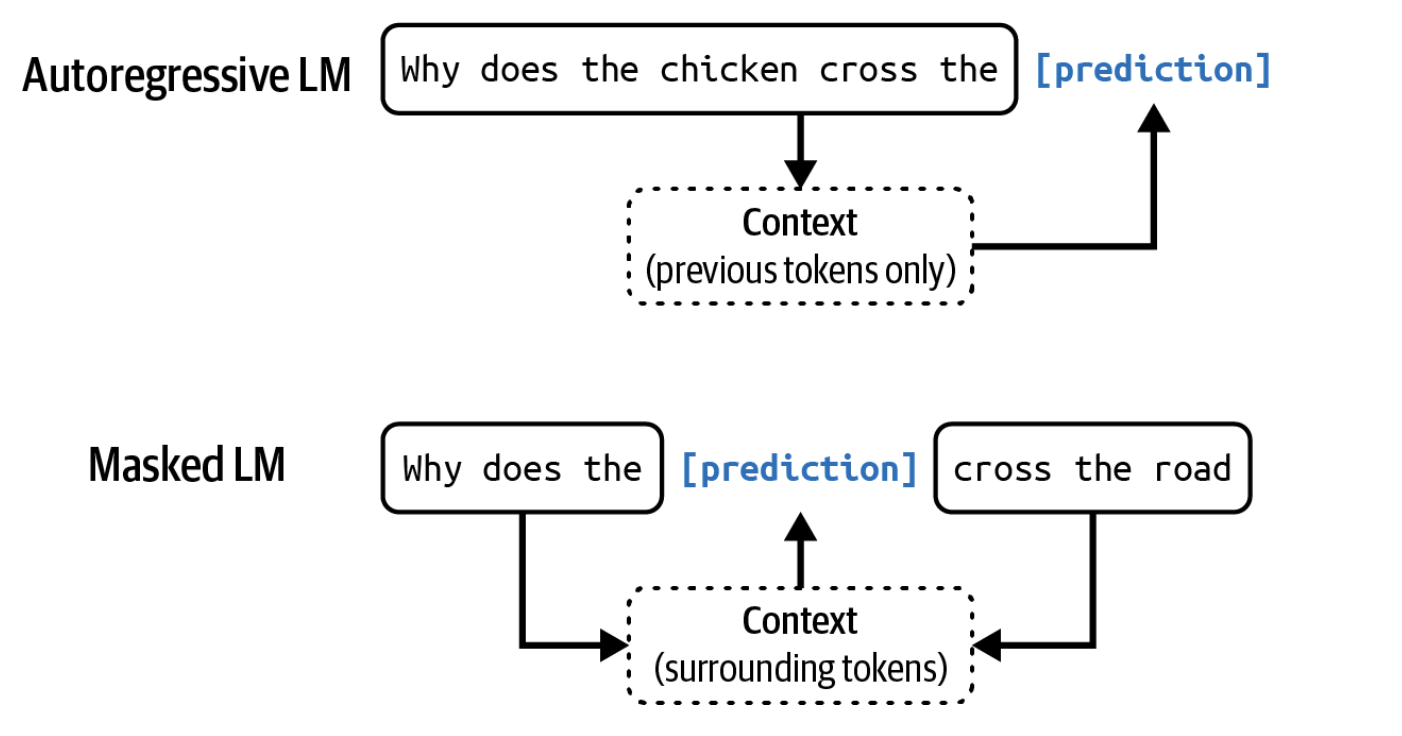 Autoregressive LM
Why does the chicken cross the [prediction]
Context
(previous tokens only)
Masked LM
Why does the [prediction] cross the road
Context
(surrounding tokens)